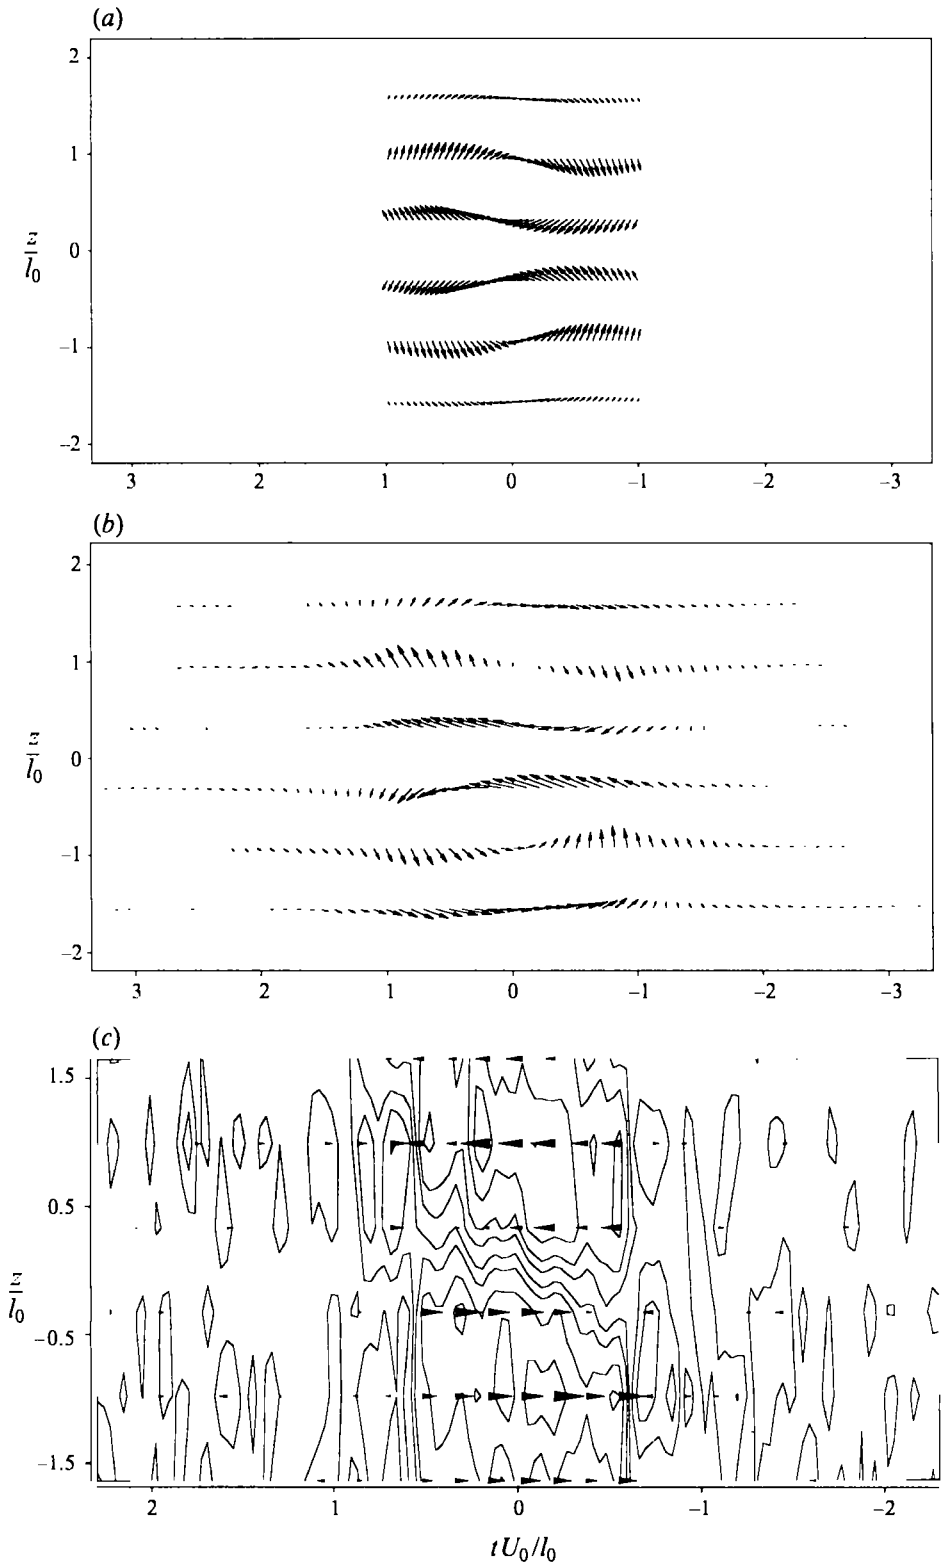 (a)
2
1
0
–1
–2
z/l₀
3 2 1 0 –1 –2 –3
(b)
2
1
0
–1
–2
z/l₀
3 2 1 0 –1 –2 –3
(c)
1.5
0.5
–0.5
–1.5
z/l₀
2 1 0 –1 –2
tU₀/l₀